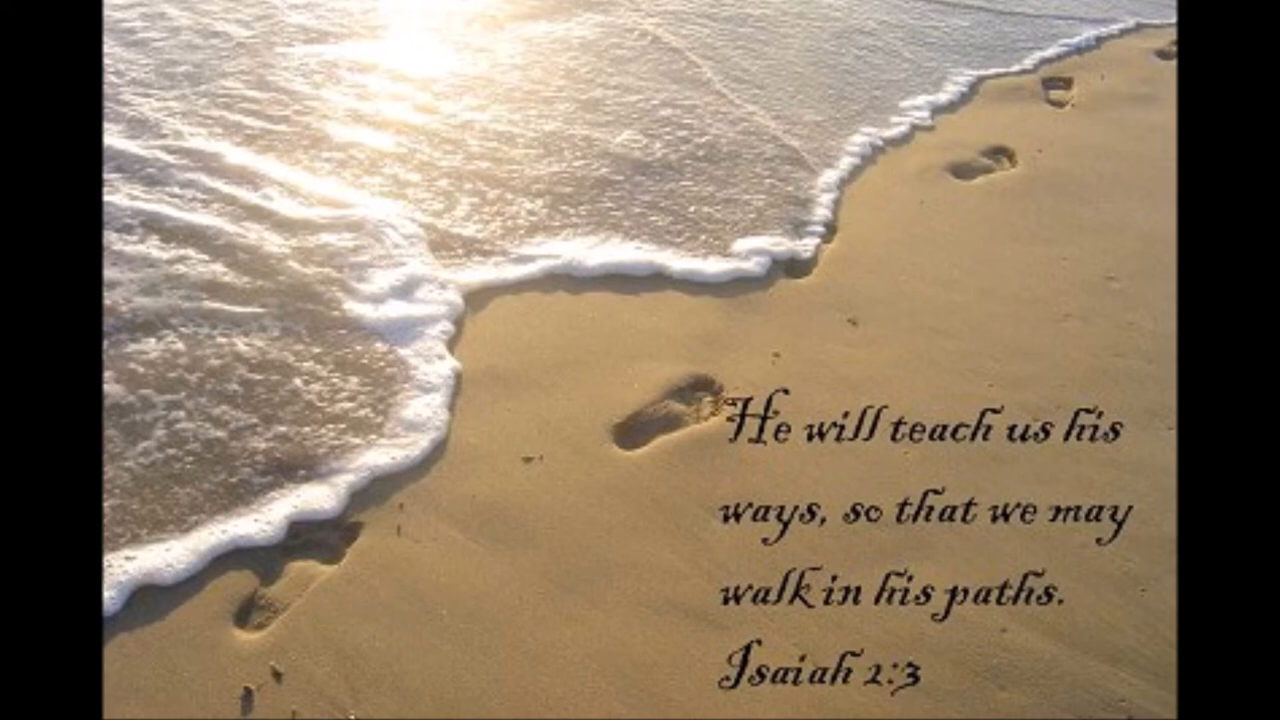 He will teach us his
ways, so that we may
walk in his paths.
Isaiah 2:3